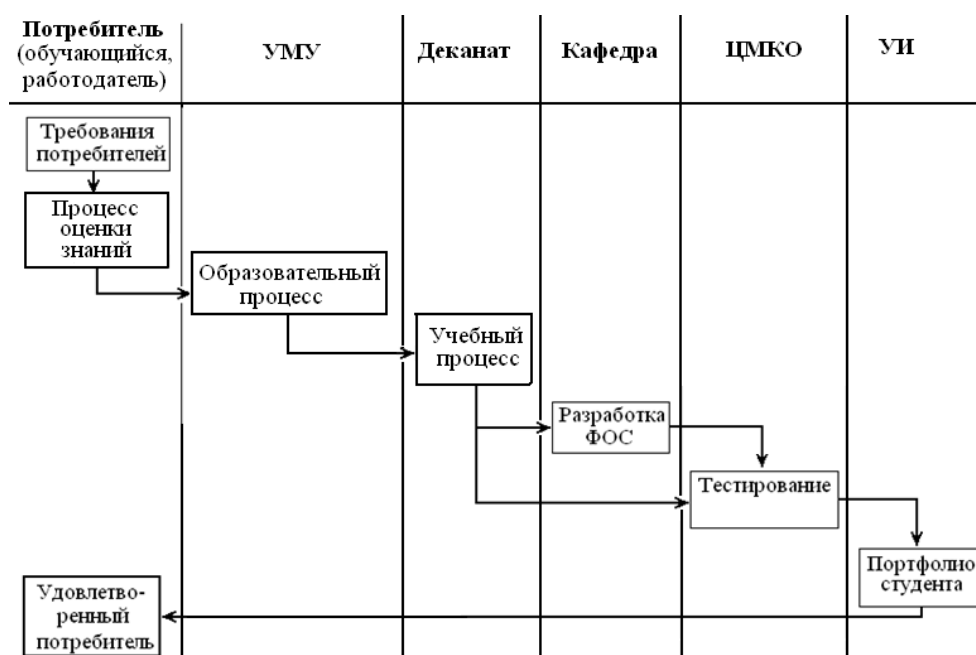 Потребитель
(обучающийся,
работодатель)
УМУ
Деканат
Кафедра
ЦМКО
УИ
Требования
потребителей
Процесс
оценки
знаний
Образовательный
процесс
Учебный
процесс
Разработка
ФОС
Тестирование
Портфолио
студента
Удовлетво-
ренный
потребитель